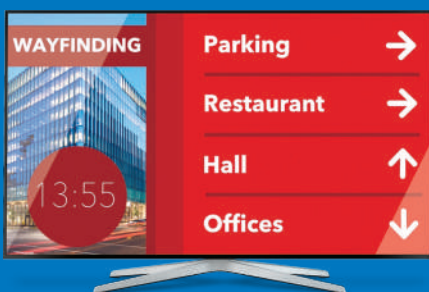 WAYFINDING
13:55
Parking →
Restaurant →
Hall ↑
Offices ↓